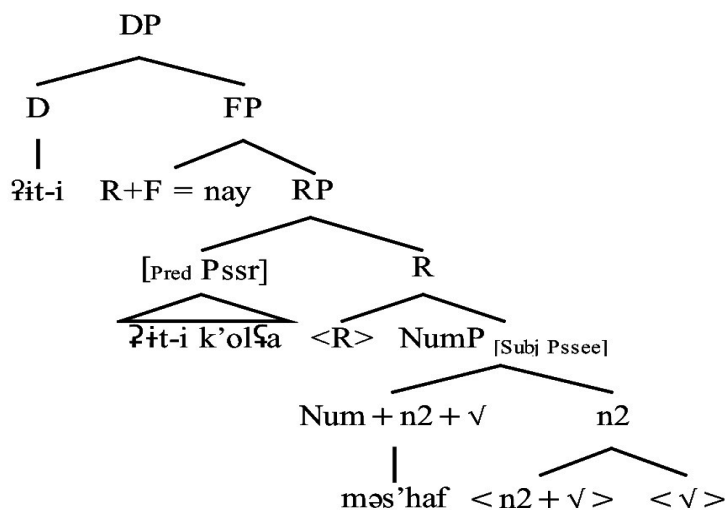 DP
D FP
ʔɨt-i R+F = nay RP
[Pred Pssr] R
ʔɨt-i k'olʕa <R> NumP [Subj Pssee]
Num + n2 + √ n2
məs'haf < n2 + √ > < √ >